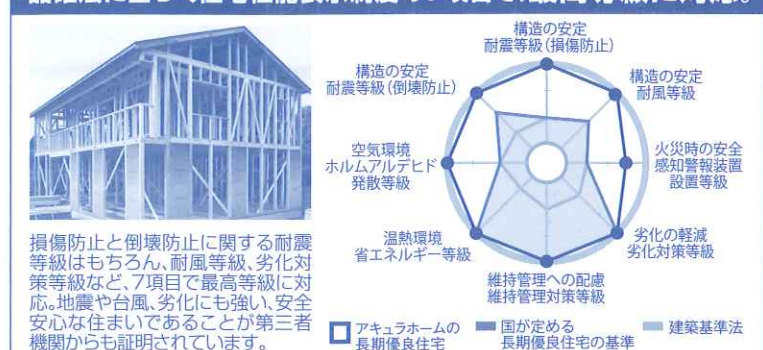 構造の安定
耐震等級(損傷防止)
構造の安定
耐震等級(倒壊防止)
構造の安定
耐風等級
空気環境
ホルムアルデヒド
発散等級
火災時の安全
感知警報装置
設置等級
温熱環境
省エネルギー等級
劣化の軽減
劣化対策等級
維持管理への配慮
維持管理対策等級
損傷防止と倒壊防止に関する耐震
等級はもちろん、耐風等級、劣化対
策等級など、7項目で最高等級に対
応。地震や台風、劣化にも強い、安全
安心な住まいであることが第三者
機関からも証明されています。
アキュラホームの
長期優良住宅
国が定める
長期優良住宅の基準
建築基準法